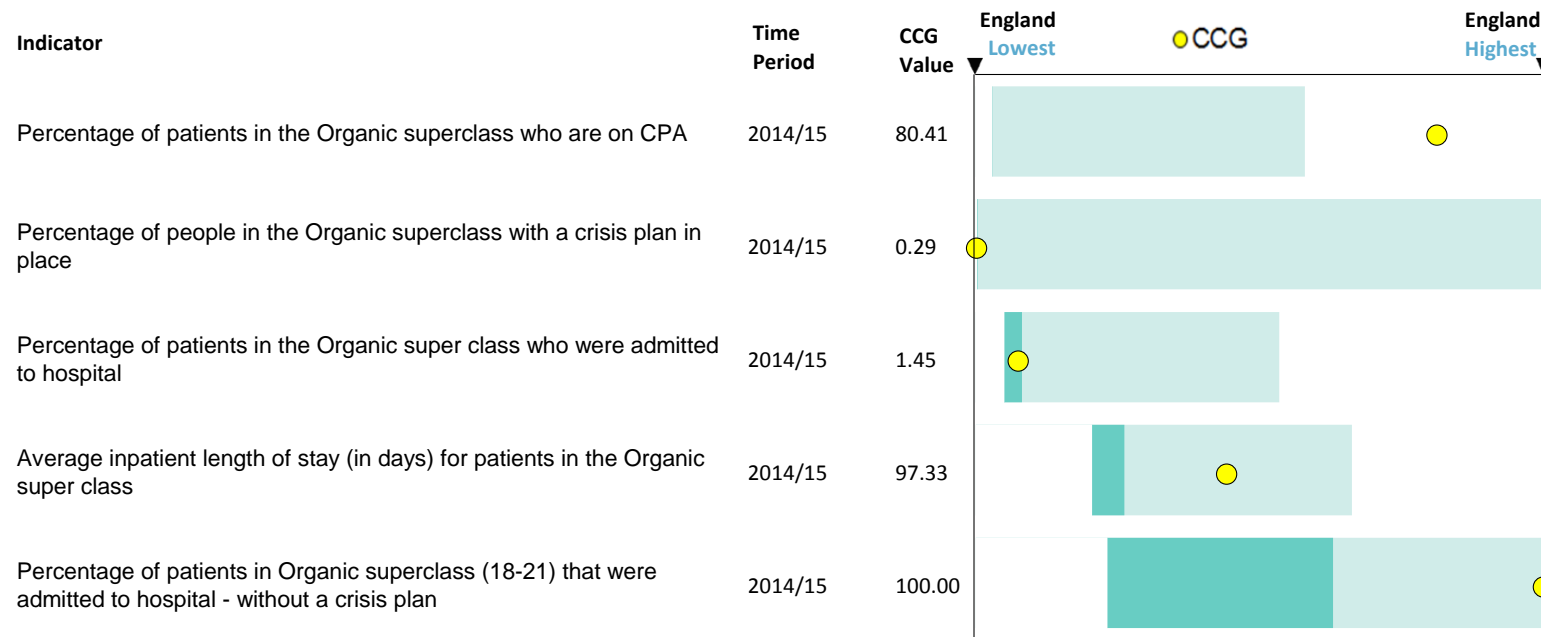 Indicator
Time
Period
CCG
Value
England
Lowest
CCG
England
Highest
Percentage of patients in the Organic superclass who are on CPA 2014/15 80.41
Percentage of people in the Organic superclass with a crisis plan in
place
2014/15 0.29
Percentage of patients in the Organic super class who were admitted
to hospital
2014/15 1.45
Average inpatient length of stay (in days) for patients in the Organic
super class
2014/15 97.33
Percentage of patients in Organic superclass (18-21) that were
admitted to hospital - without a crisis plan
2014/15 100.00